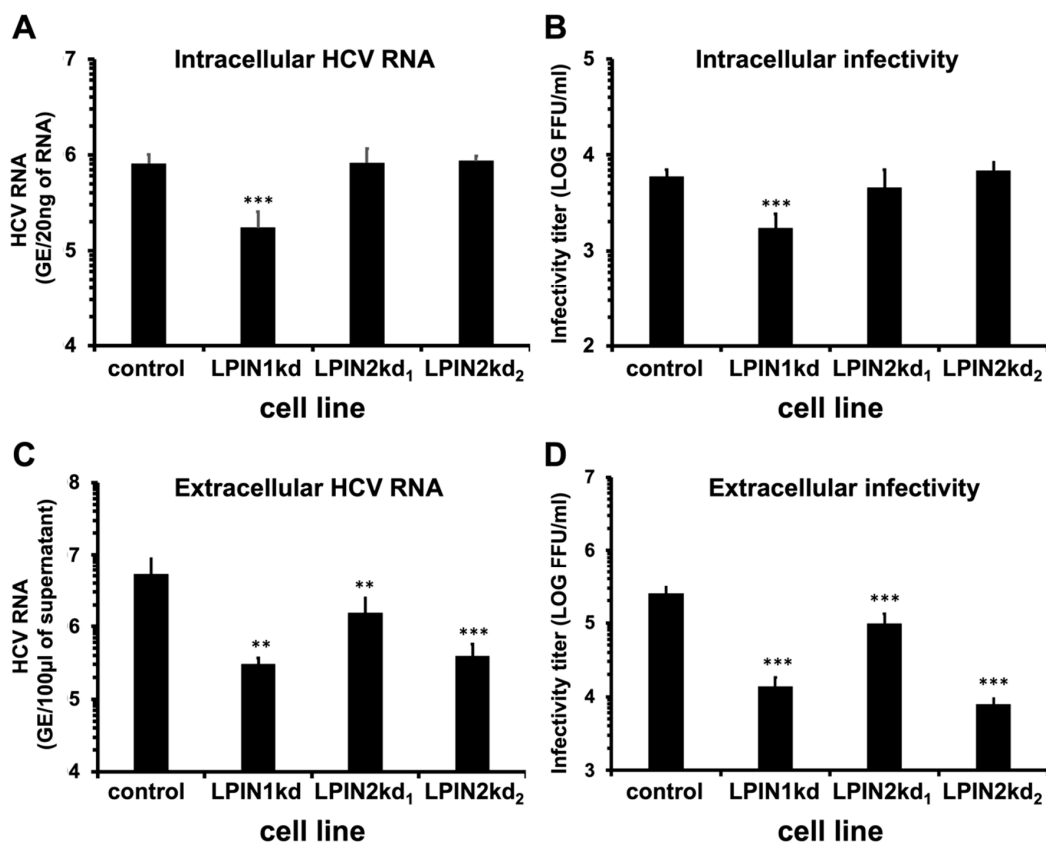 A
Intracellular HCV RNA
HCV RNA
(GE/20ng of RNA)
7
6
5
4
***
control LPIN1kd LPIN2kd₁ LPIN2kd₂
cell line
B
Intracellular infectivity
Infectivity titer (LOG FFU/ml)
5
4
3
2
***
control LPIN1kd LPIN2kd₁ LPIN2kd₂
cell line
C
Extracellular HCV RNA
HCV RNA
(GE/100µl of supernatant)
8
7
6
5
4
**
**
***
control LPIN1kd LPIN2kd₁ LPIN2kd₂
cell line
D
Extracellular infectivity
Infectivity titer (LOG FFU/ml)
7
6
5
4
3
***
***
***
control LPIN1kd LPIN2kd₁ LPIN2kd₂
cell line